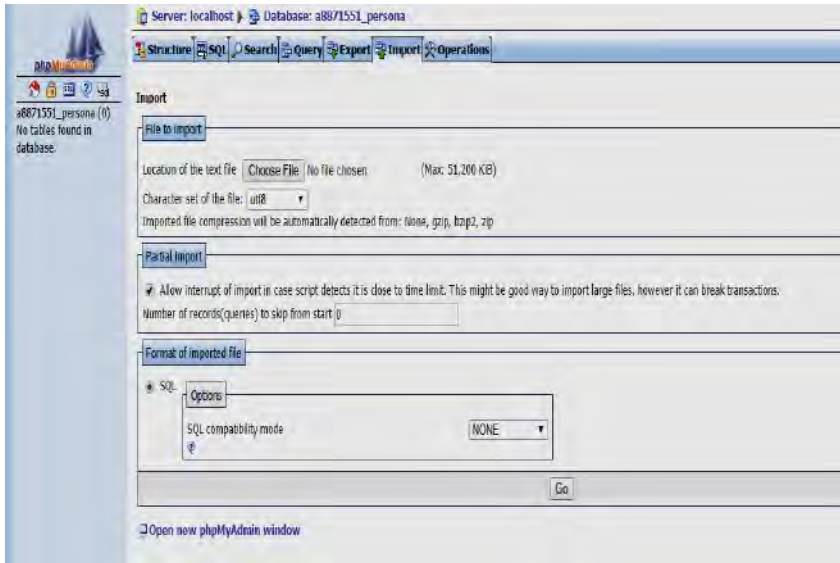 Server: localhost Database: a8871551_persona
Structure SQL Search Query Export Import Operations
phpMyAdmin
a8871551_persona (0)
No tables found in
database.
Import
File to import
Location of the text file Choose File No file chosen (Max: 51,200 KiB)
Character set of the file: utf8
Imported file compression will be automatically detected from: None, gzip, bzip2, zip
Partial import
Allow interrupt of import in case script detects it is close to time limit. This might be good way to import large files, however it can break transactions.
Number of records(queries) to skip from start 0
Format of imported file
SQL
Options
SQL compatibility mode NONE
Go
Open new phpMyAdmin window